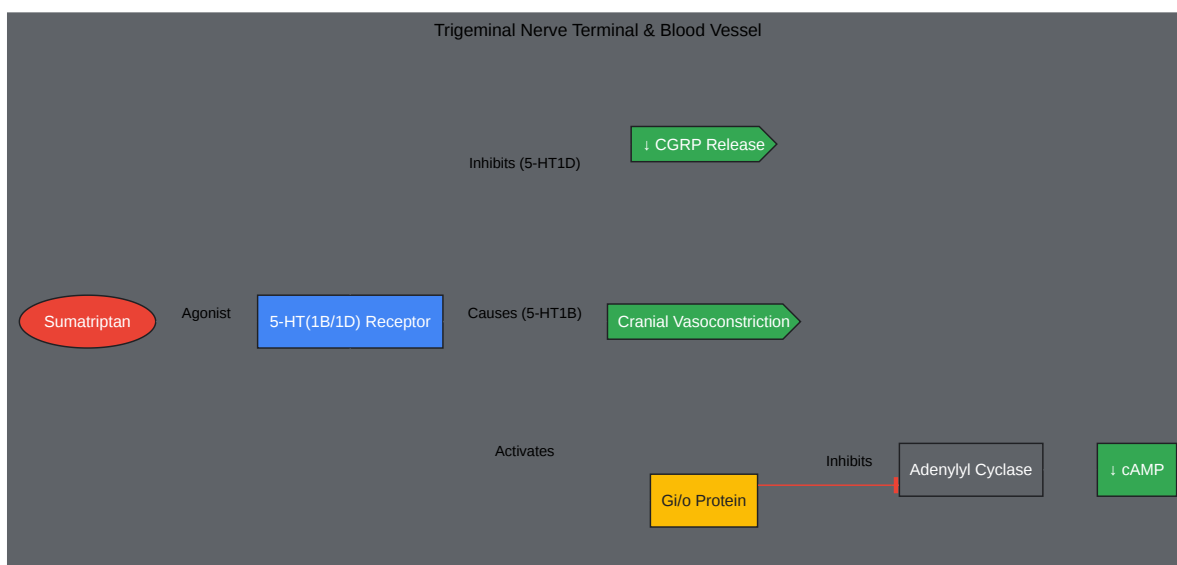 Trigeminal Nerve Terminal & Blood Vessel
↓ CGRP Release
Inhibits (5-HT1D)
Sumatriptan
Agonist
5-HT(1B/1D) Receptor
Causes (5-HT1B)
Cranial Vasoconstriction
Activates
Gi/o Protein
Inhibits
Adenylyl Cyclase
↓ cAMP